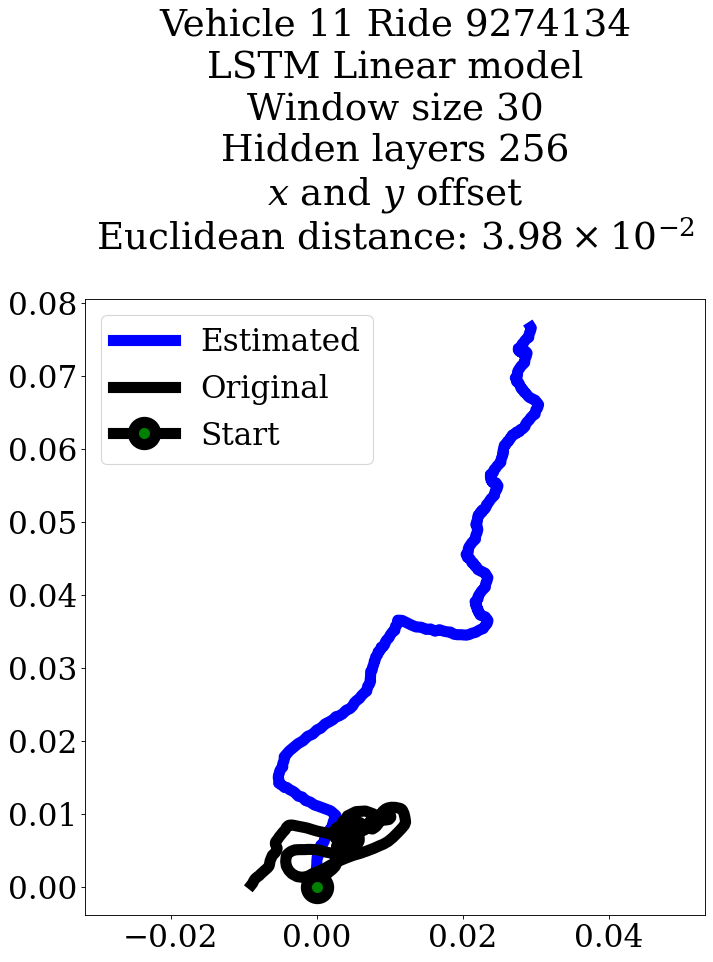 Vehicle 11 Ride 9274134
LSTM Linear model
Window size 30
Hidden layers 256
x and y offset
Euclidean distance: 3.98 × 10⁻²
0.08
0.07
0.06
0.05
0.04
0.03
0.02
0.01
0.00
Estimated
Original
Start
−0.02
0.00
0.02
0.04